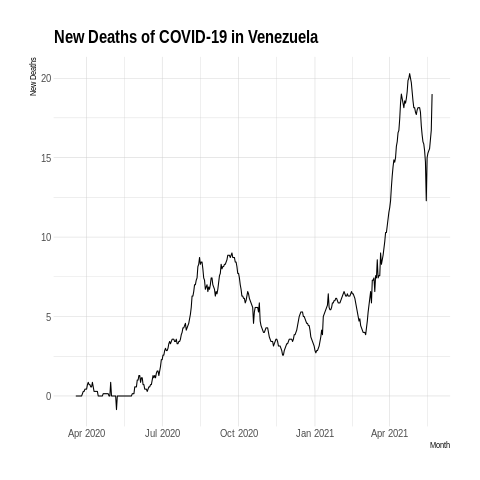 New Deaths of COVID-19 in Venezuela
New Deaths
20
15
10
5
0
Apr 2020
Jul 2020
Oct 2020
Jan 2021
Apr 2021
Month